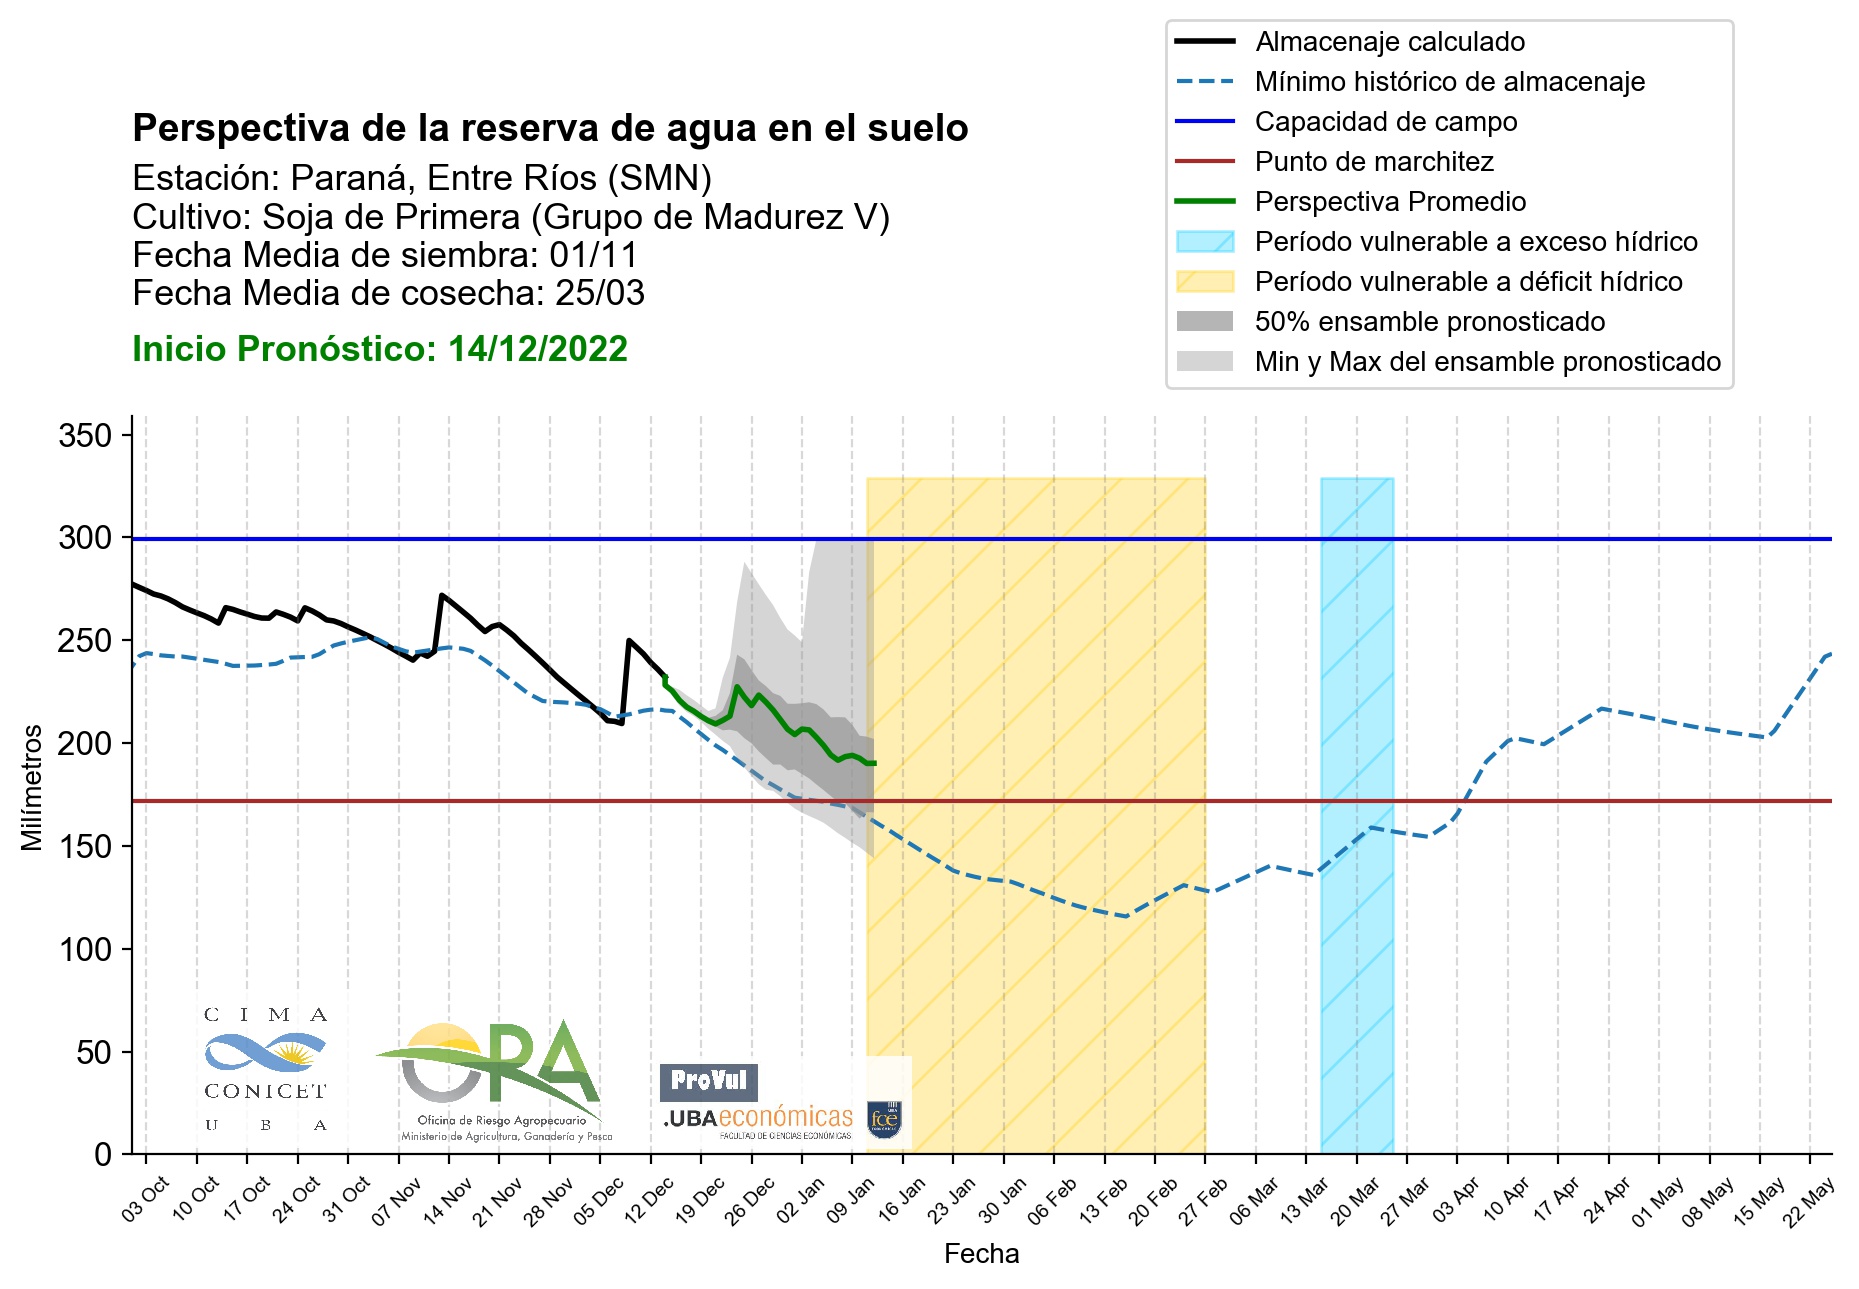 Almacenaje calculado
Mínimo histórico de almacenaje
Capacidad de campo
Punto de marchitez
Perspectiva Promedio
Período vulnerable a exceso hídrico
Período vulnerable a déficit hídrico
50% ensamble pronosticado
Min y Max del ensamble pronosticado
Perspectiva de la reserva de agua en el suelo
Estación: Paraná, Entre Ríos (SMN)
Cultivo: Soja de Primera (Grupo de Madurez V)
Fecha Media de siembra: 01/11
Fecha Media de cosecha: 25/03
Inicio Pronóstico: 14/12/2022
Milímetros
350
300
250
200
150
100
50
0
CIMA
CONICET
UBA
ORA
Oficina de Riesgo Agropecuario
Ministerio de Agricultura, Ganadería y Pesca
ProVul
.UBAeconómicas
FACULTAD DE CIENCIAS ECONÓMICAS
UBA
fce
03 Oct
10 Oct
17 Oct
24 Oct
31 Oct
07 Nov
14 Nov
21 Nov
28 Nov
05 Dec
12 Dec
19 Dec
26 Dec
02 Jan
09 Jan
16 Jan
23 Jan
30 Jan
06 Feb
13 Feb
20 Feb
27 Feb
06 Mar
13 Mar
20 Mar
27 Mar
03 Apr
10 Apr
17 Apr
24 Apr
01 May
08 May
15 May
22 May
Fecha